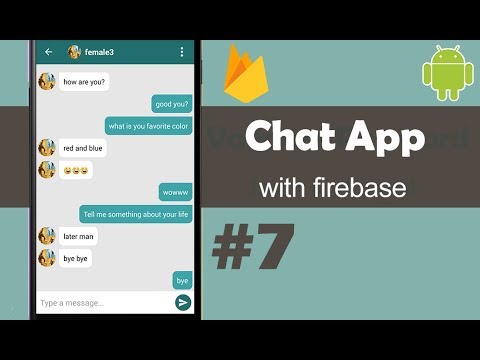 female3
how are you?
good you?
what is you favorite color
red and blue
wowww
Tell me something about your life
later man
bye bye
bye
Type a message...
Chat App
with firebase
#7